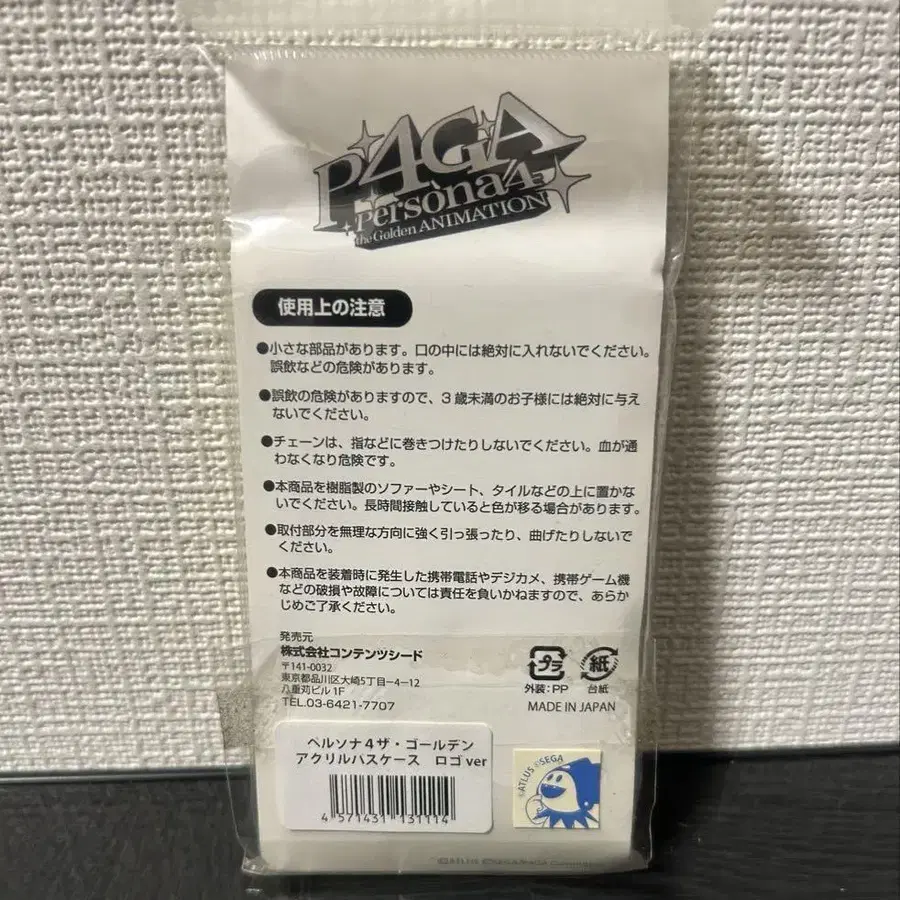 P4GA
Persona4
the Golden ANIMATION
使用上の注意
●小さな部品があります。口の中には絶対に入れないでください。
誤飲などの危険があります。
●誤飲の危険がありますので、3歳未満のお子様には絶対に与え
ないでください。
●チェーンは、指などに巻きつけたりしないでください。血が通
わなくなり危険です。
●本商品を樹脂製のソファーやシート、タイルなどの上に置かな
いでください。長時間接触していると色が移る場合があります。
●取付部分を無理な方向に強く引っ張ったり、曲げたりしないで
ください。
●本商品を装着時に発生した携帯電話やデジカメ、携帯ゲーム機
などの破損や故障については責任を負いかねますので、あらか
じめご了承ください。
発売元
株式会社コンテンツシード
〒141-0032
東京都品川区大崎5丁目-4-12
八重苅ビル1F
TEL.03-6421-7707
プラ 紙
外装:PP 台紙
MADE IN JAPAN
ペルソナ4ザ・ゴールデン
アクリルパスケース ロゴver
4 571431 131114
©ATLUS ©SEGA